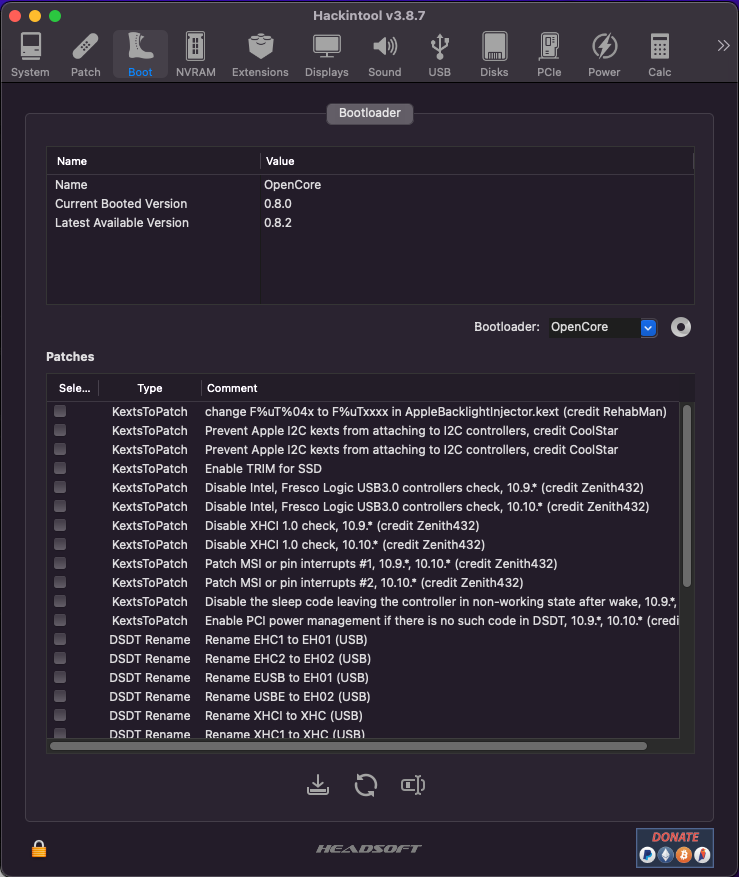 Hackintool v3.8.7
System Patch Boot NVRAM Extensions Displays Sound USB Disks PCIe Power Calc
Bootloader
Name Value
Name OpenCore
Current Booted Version 0.8.0
Latest Available Version 0.8.2
Bootloader: OpenCore
Patches
Sele... Type Comment
KextsToPatch change F%uT%04x to F%uTxxxx in AppleBacklightInjector.kext (credit RehabMan)
KextsToPatch Prevent Apple I2C kexts from attaching to I2C controllers, credit CoolStar
KextsToPatch Prevent Apple I2C kexts from attaching to I2C controllers, credit CoolStar
KextsToPatch Enable TRIM for SSD
KextsToPatch Disable Intel, Fresco Logic USB3.0 controllers check, 10.9.* (credit Zenith432)
KextsToPatch Disable Intel, Fresco Logic USB3.0 controllers check, 10.10.* (credit Zenith432)
KextsToPatch Disable XHCI 1.0 check, 10.9.* (credit Zenith432)
KextsToPatch Disable XHCI 1.0 check, 10.10.* (credit Zenith432)
KextsToPatch Patch MSI or pin interrupts #1, 10.9.*, 10.10.* (credit Zenith432)
KextsToPatch Patch MSI or pin interrupts #2, 10.10.* (credit Zenith432)
KextsToPatch Disable the sleep code leaving the controller in non-working state after wake, 10.9.*,
KextsToPatch Enable PCI power management if there is no such code in DSDT, 10.9.*, 10.10.* (credi
DSDT Rename Rename EHC1 to EH01 (USB)
DSDT Rename Rename EHC2 to EH02 (USB)
DSDT Rename Rename EUSB to EH01 (USB)
DSDT Rename Rename USBE to EH02 (USB)
DSDT Rename Rename XHCI to XHC (USB)
DSDT Rename Rename XHC1 to XHC (USB)
HEADSOFT
DONATE